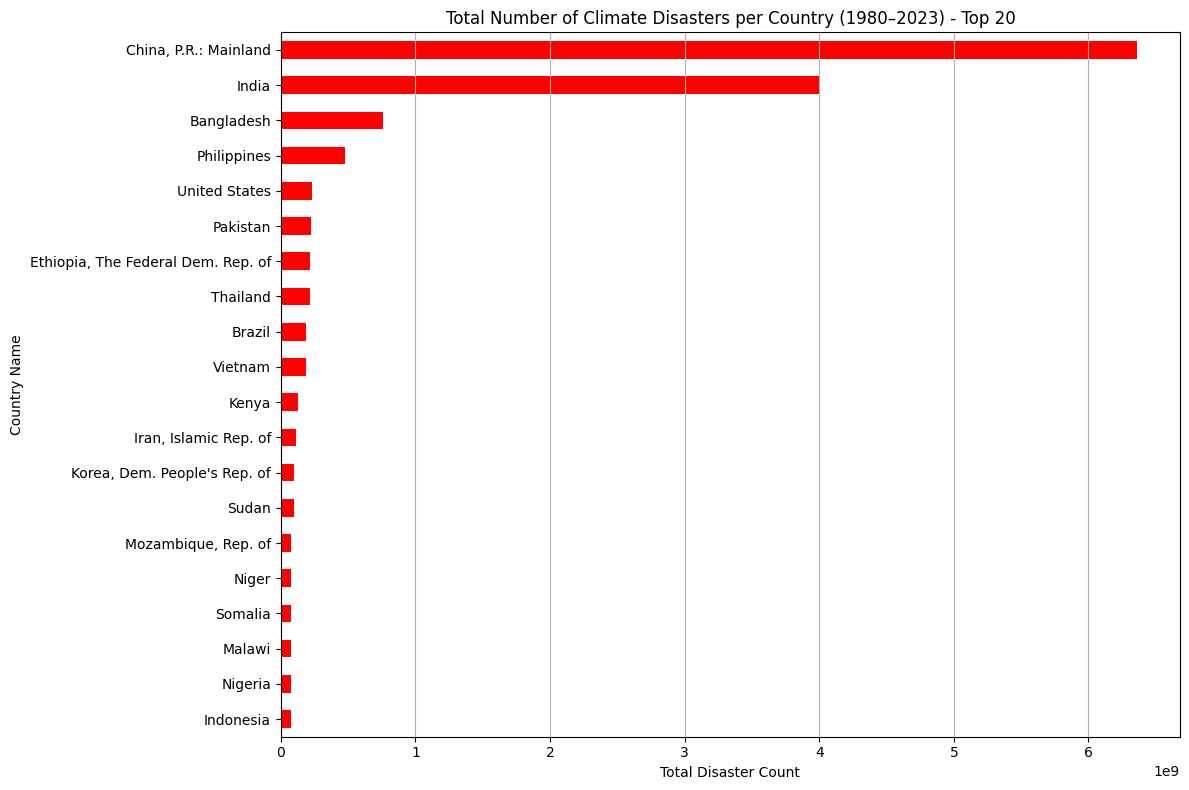 Total Number of Climate Disasters per Country (1980–2023) - Top 20
China, P.R.: Mainland
India
Bangladesh
Philippines
United States
Pakistan
Ethiopia, The Federal Dem. Rep. of
Thailand
Brazil
Vietnam
Kenya
Iran, Islamic Rep. of
Korea, Dem. People's Rep. of
Sudan
Mozambique, Rep. of
Niger
Somalia
Malawi
Nigeria
Indonesia
Country Name
0 1 2 3 4 5 6
1e9
Total Disaster Count